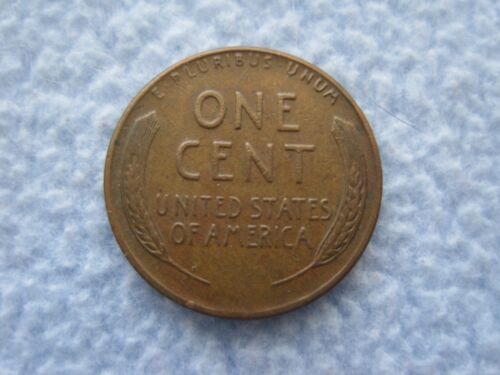 E PLURIBUS UNUM
ONE
CENT
UNITED STATES
OF AMERICA